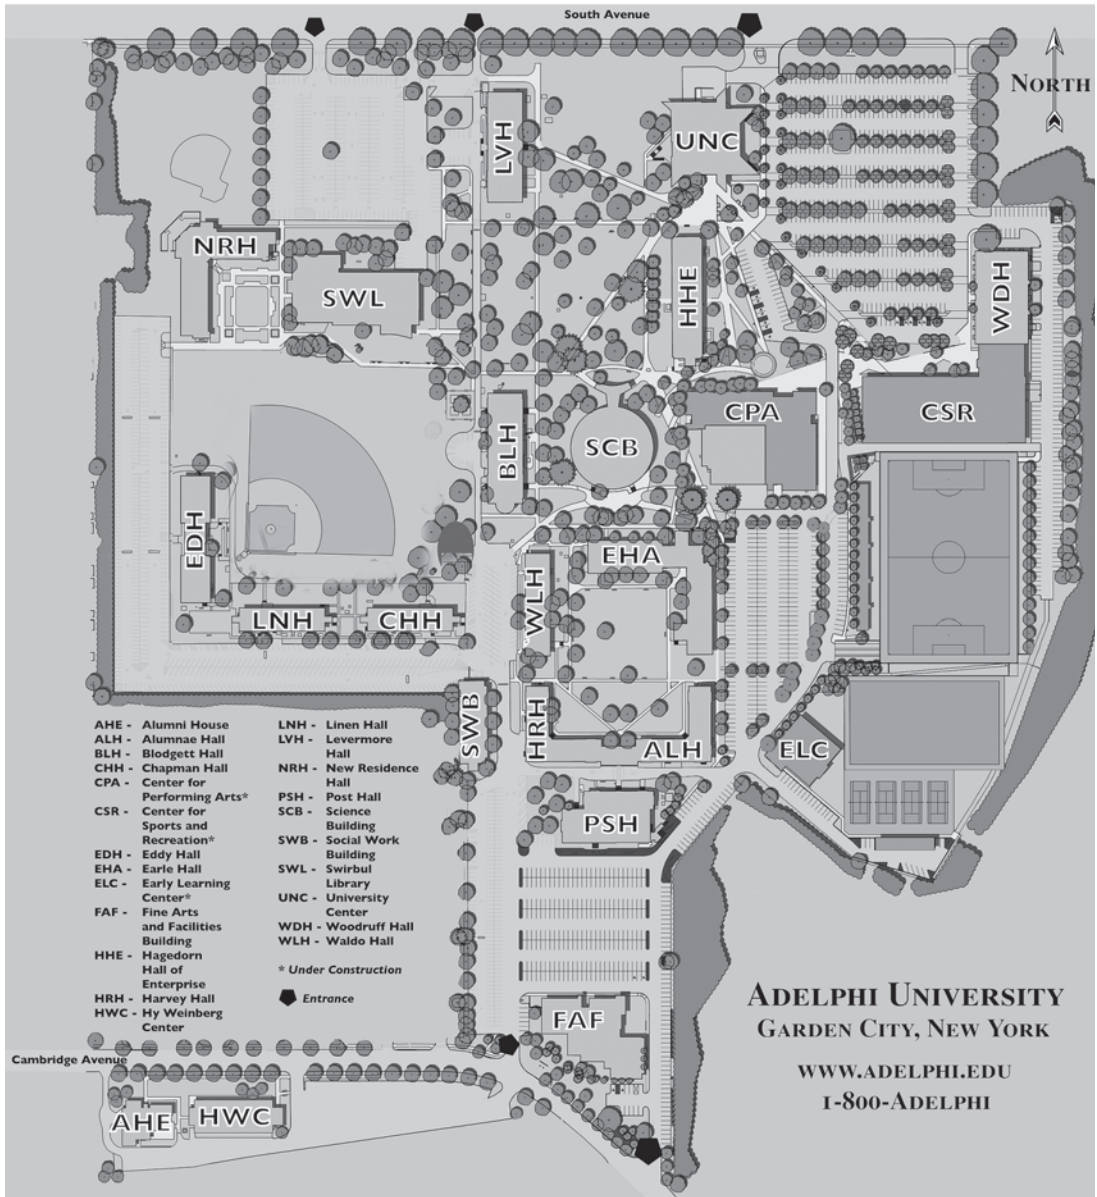 South Avenue
NORTH
LVH
UNC
NRH
SWL
HHE
WDH
CPA
CSR
BLH
SCB
EDH
EHA
WLH
LNH
CHH
SWB
HRH
ALH
ELC
PSH
AHE - Alumni House
ALH - Alumnae Hall
BLH - Blodgett Hall
CHH - Chapman Hall
CPA - Center for
Performing Arts*
CSR - Center for
Sports and
Recreation*
EDH - Eddy Hall
EHA - Earle Hall
ELC - Early Learning
Center*
FAF - Fine Arts
and Facilities
Building
HHE - Hagedorn
Hall of
Enterprise
HRH - Harvey Hall
HWC - Hy Weinberg
Center
LNH - Linen Hall
LVH - Levermore
Hall
NRH - New Residence
Hall
PSH - Post Hall
SCB - Science
Building
SWB - Social Work
Building
SWL - Swirbul
Library
UNC - University
Center
WDH - Woodruff Hall
WLH - Waldo Hall
* Under Construction
Entrance
FAF
ADELPHI UNIVERSITY
GARDEN CITY, NEW YORK
WWW.ADELPHI.EDU
1-800-ADELPHI
Cambridge Avenue
AHE
HWC